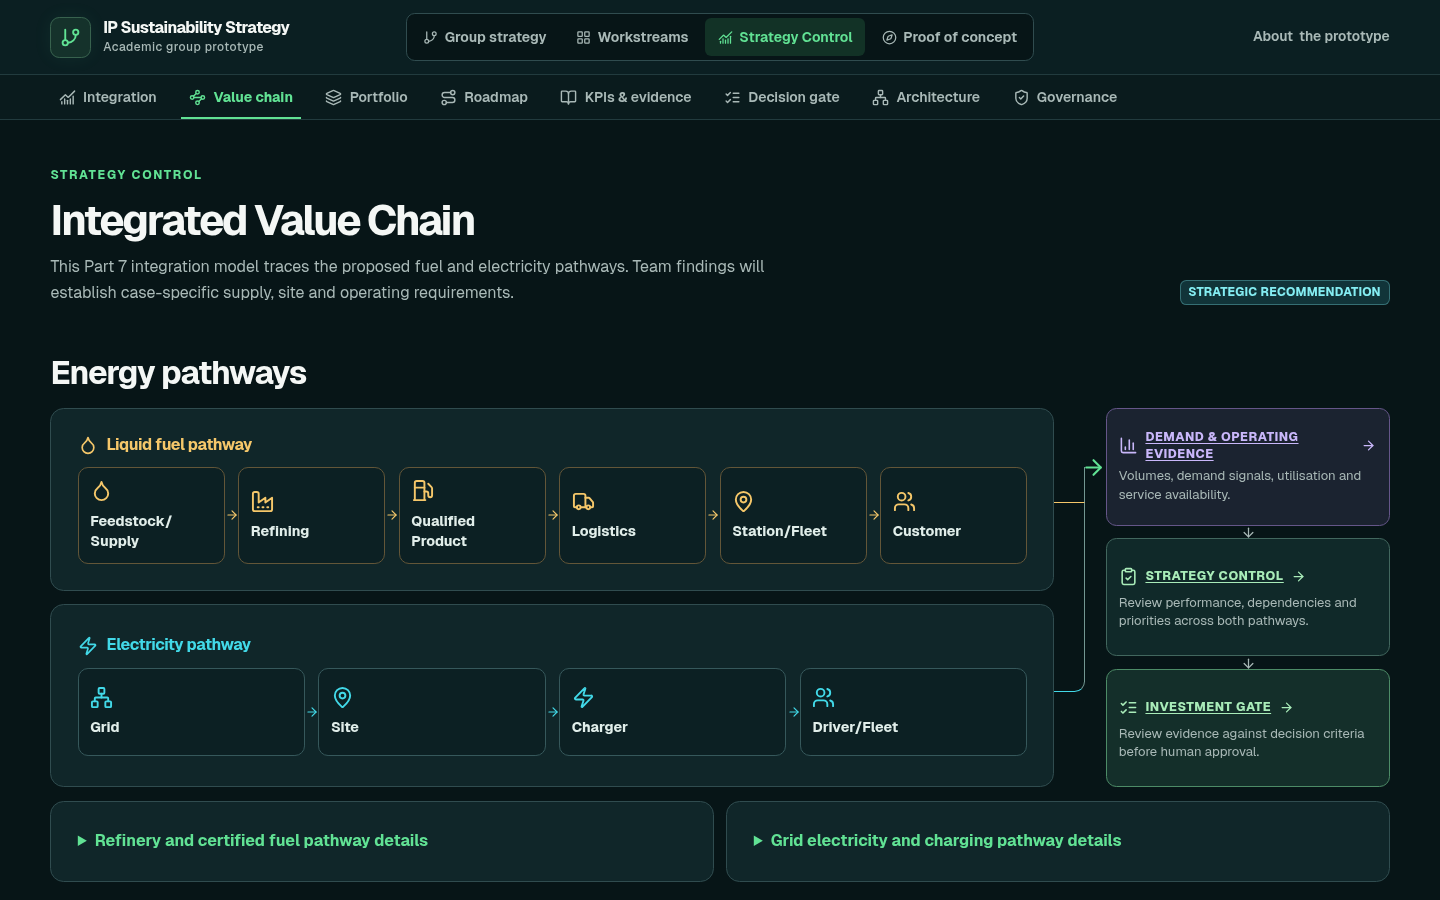 IP Sustainability Strategy
Academic group prototype
Group strategy
Workstreams
Strategy Control
Proof of concept
About the prototype
Integration
Value chain
Portfolio
Roadmap
KPIs & evidence
Decision gate
Architecture
Governance
STRATEGY CONTROL
Integrated Value Chain
This Part 7 integration model traces the proposed fuel and electricity pathways. Team findings will
establish case-specific supply, site and operating requirements.
STRATEGIC RECOMMENDATION
Energy pathways
Liquid fuel pathway
Feedstock/
Supply
Refining
Qualified
Product
Logistics
Station/Fleet
Customer
Electricity pathway
Grid
Site
Charger
Driver/Fleet
DEMAND & OPERATING
EVIDENCE
Volumes, demand signals, utilisation and
service availability.
STRATEGY CONTROL
Review performance, dependencies and
priorities across both pathways.
INVESTMENT GATE
Review evidence against decision criteria
before human approval.
Refinery and certified fuel pathway details
Grid electricity and charging pathway details